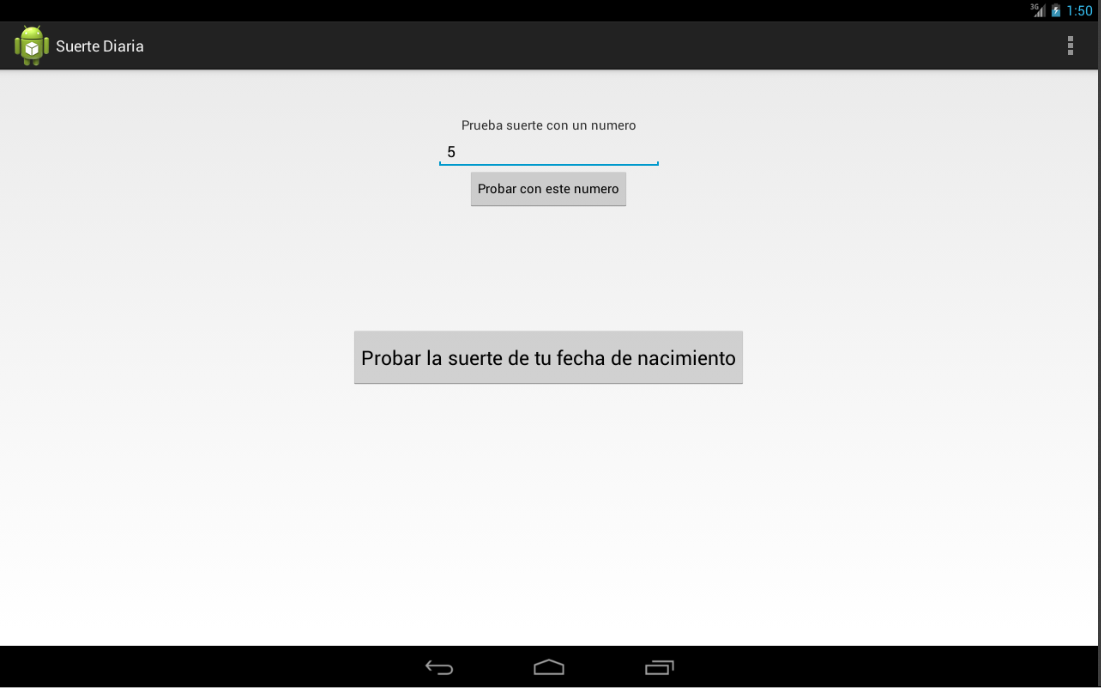 3G 1:50
Suerte Diaria
Prueba suerte con un numero
5
Probar con este numero
Probar la suerte de tu fecha de nacimiento